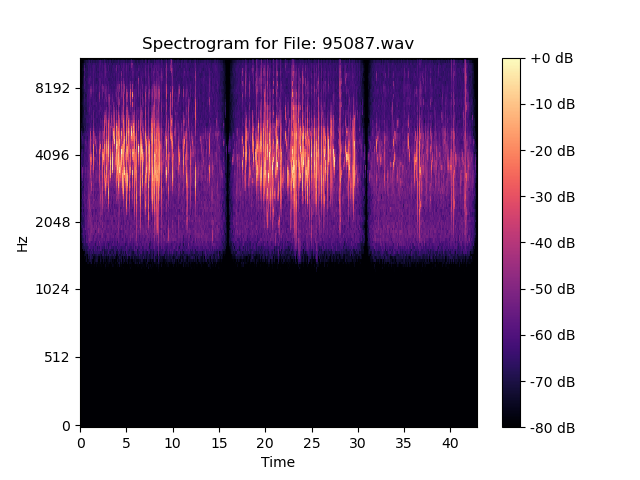 Spectrogram for File: 95087.wav
8192
4096
2048
1024
512
0
Hz
0 5 10 15 20 25 30 35 40
Time
+0 dB
-10 dB
-20 dB
-30 dB
-40 dB
-50 dB
-60 dB
-70 dB
-80 dB